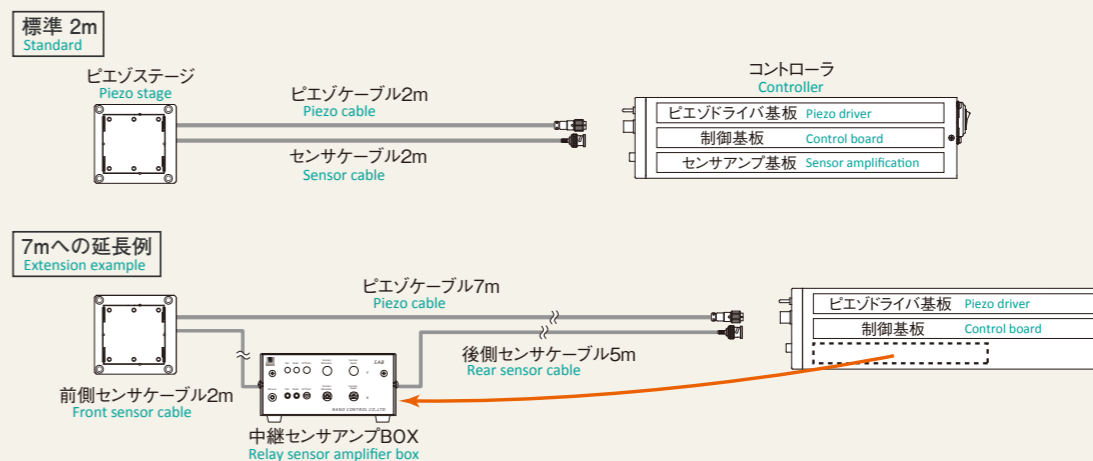 標準 2m
Standard
ピエゾステージ
Piezo stage
ピエゾケーブル2m
Piezo cable
センサケーブル2m
Sensor cable
コントローラ
Controller
ピエゾドライバ基板 Piezo driver
制御基板 Control board
センサアンプ基板 Sensor amplification
7mへの延長例
Extension example
ピエゾケーブル7m
Piezo cable
ピエゾドライバ基板 Piezo driver
制御基板 Control board
後側センサケーブル5m
Rear sensor cable
前側センサケーブル2m
Front sensor cable
NANO CONTROL CO.,LTD
中継センサアンプBOX
Relay sensor amplifier box